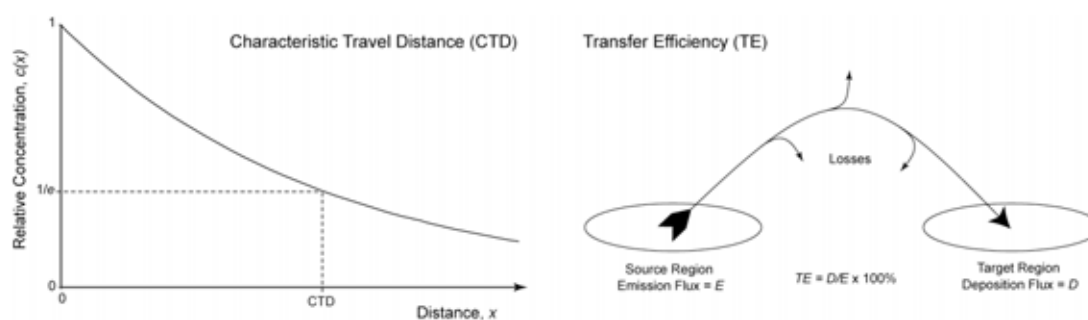 1
Characteristic Travel Distance (CTD)
Relative Concentration, c(x)
1/e
0
0
CTD
Distance, x
Transfer Efficiency (TE)
Losses
Source Region
Emission Flux = E
TE = D/E x 100%
Target Region
Deposition Flux = D